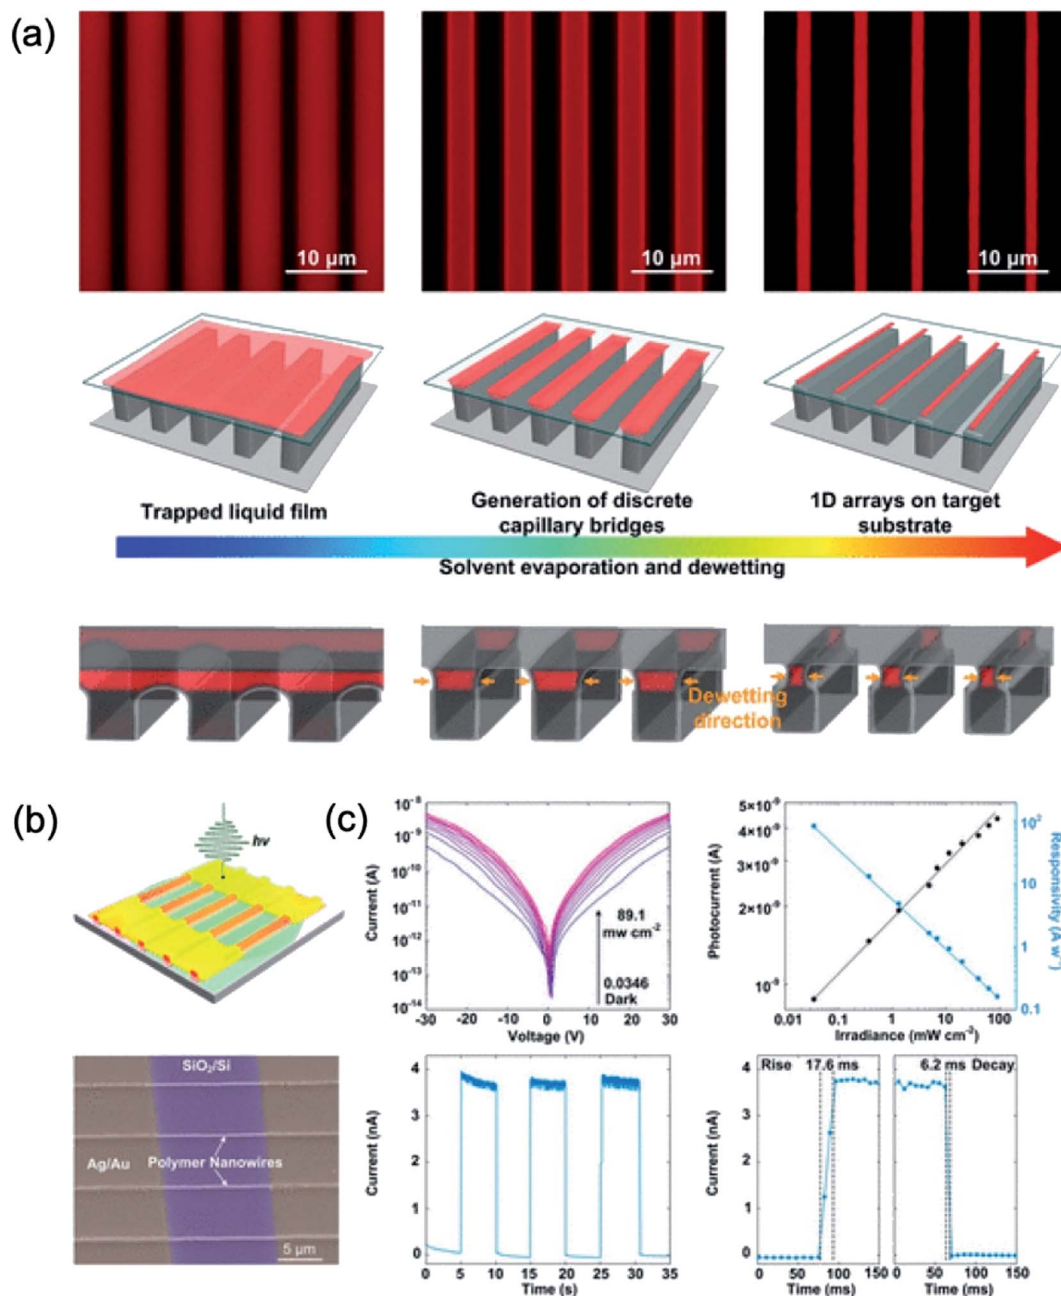 (a)
10 μm
10 μm
10 μm
Trapped liquid film
Generation of discrete
capillary bridges
1D arrays on target
substrate
Solvent evaporation and dewetting
Dewetting
direction
(b)
hv
SiO₂/Si
Ag/Au
Polymer Nanowires
5 μm
(c)
10⁻⁸
10⁻⁹
10⁻¹⁰
10⁻¹¹
10⁻¹²
10⁻¹³
10⁻¹⁴
Current (A)
89.1
mw cm⁻²
0.0346
Dark
-30 -20 -10 0 10 20 30
Voltage (V)
5×10⁻⁹
4×10⁻⁹
3×10⁻⁹
2×10⁻⁹
10⁻⁹
Photocurrent (A)
10²
10
1
0.1
Responsivity (A W⁻¹)
0.01 0.1 1 10 100
Irradiance (mW cm⁻²)
4
3
2
1
0
Current (nA)
0 5 10 15 20 25 30 35
Time (s)
Rise 17.6 ms
6.2 ms Decay
4
3
2
1
0
Current (nA)
0 50 100 150 0 50 100 150
Time (ms) Time (ms)